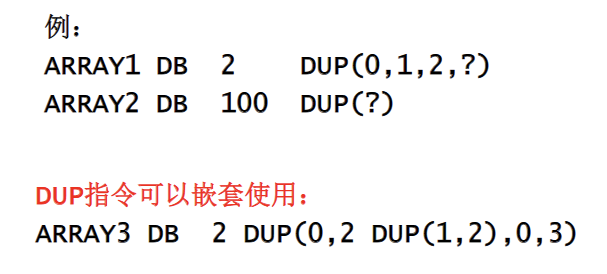 例：
ARRAY1 DB 2 DUP(0,1,2,?)
ARRAY2 DB 100 DUP(?)
DUP指令可以嵌套使用：
ARRAY3 DB 2 DUP(0,2 DUP(1,2),0,3)